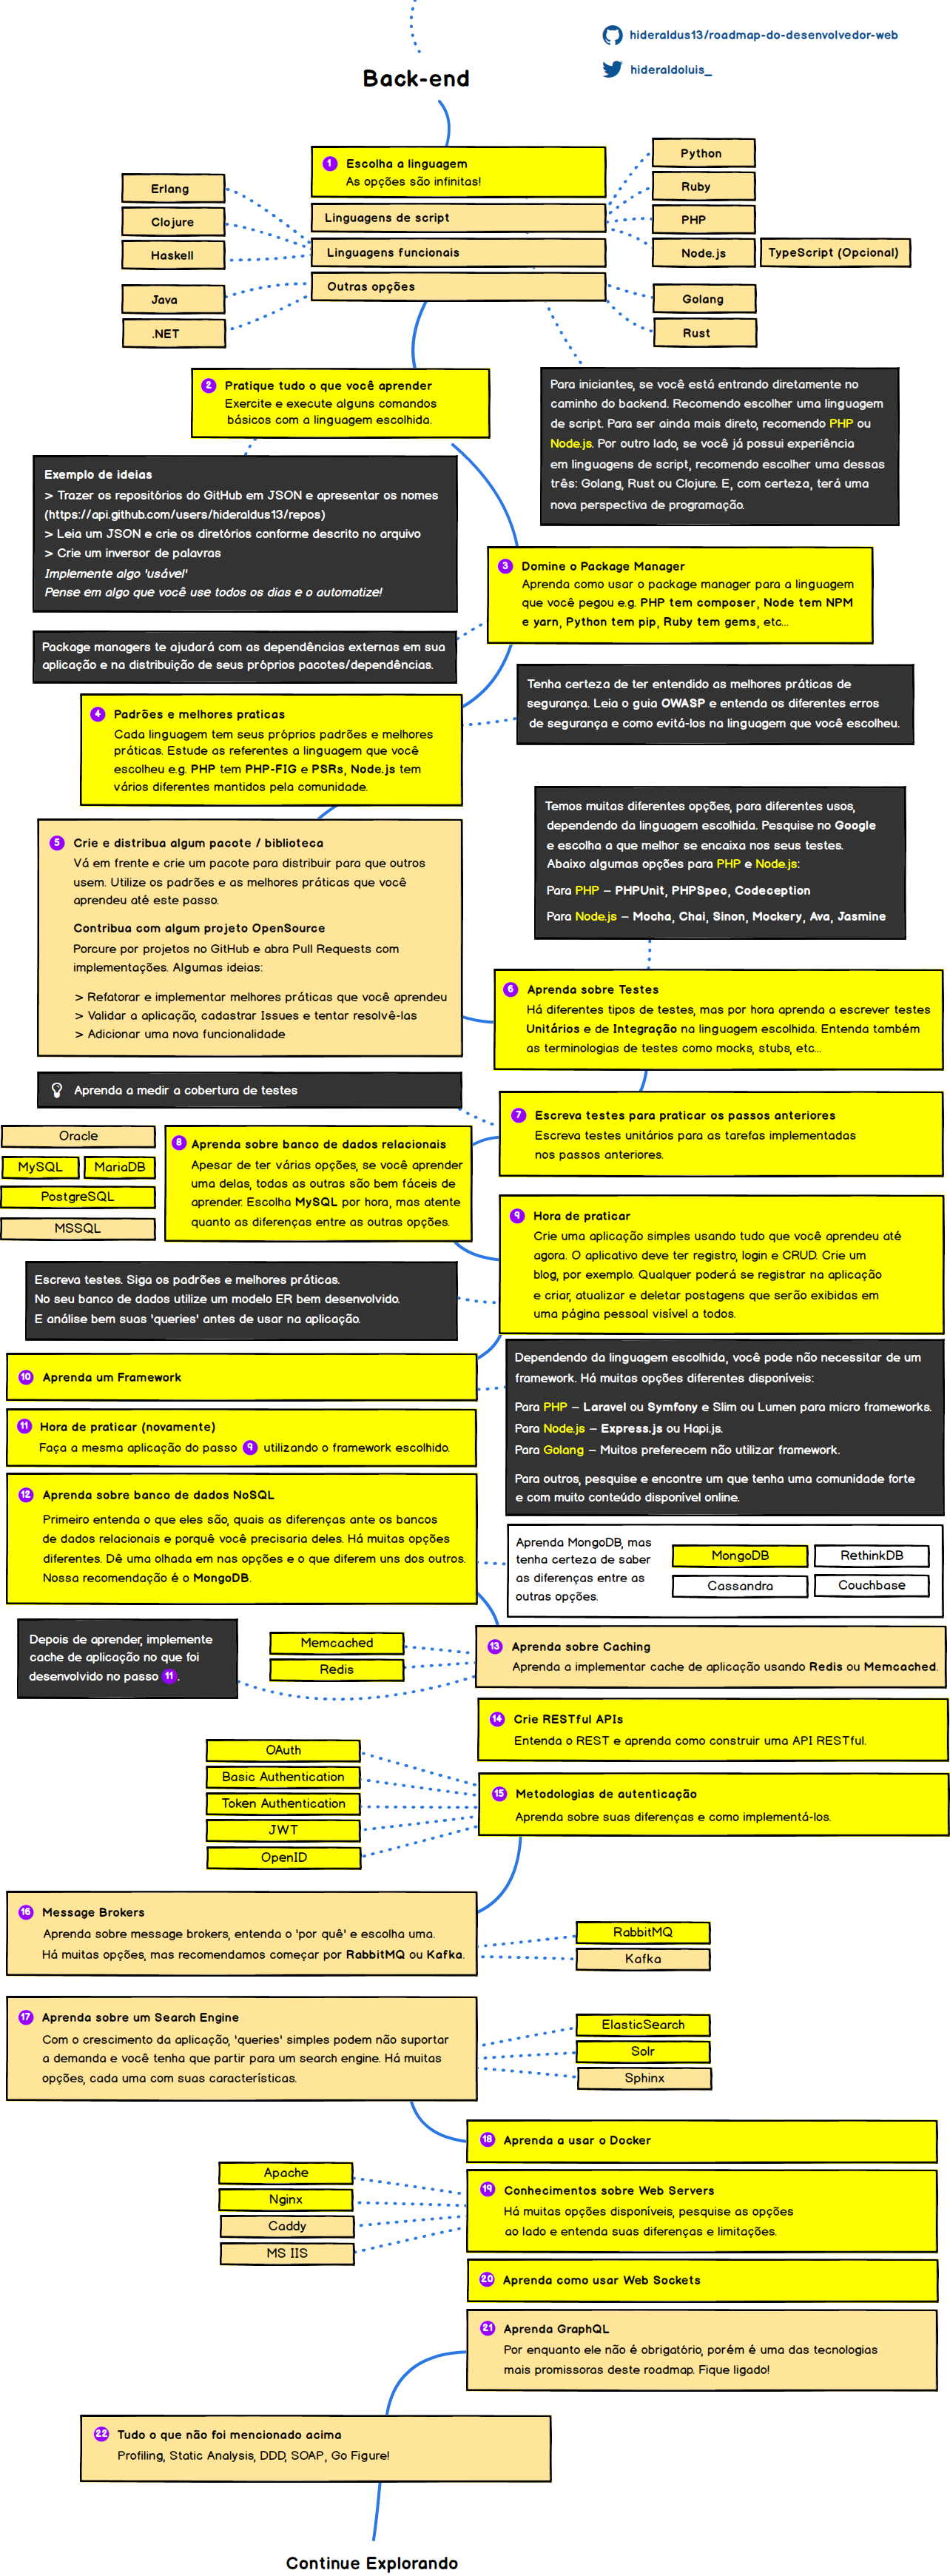 hideraldus13/roadmap-do-desenvolvedor-web
hideraldoluis_
Back-end
1 Escolha a linguagem
As opções são infinitas!
Linguagens de script
Linguagens funcionais
Outras opções
Erlang
Clojure
Haskell
Java
.NET
Python
Ruby
PHP
Node.js
TypeScript (Opcional)
Golang
Rust
Para iniciantes, se você está entrando diretamente no
caminho do backend. Recomendo escolher uma linguagem
de script. Para ser ainda mais direto, recomendo PHP ou
Node.js. Por outro lado, se você já possui experiência
em linguagens de script, recomendo escolher uma dessas
três: Golang, Rust ou Clojure. E, com certeza, terá uma
nova perspectiva de programação.
2 Pratique tudo o que você aprender
Exercite e execute alguns comandos
básicos com a linguagem escolhida.
Exemplo de ideias
> Trazer os repositórios do GitHub em JSON e apresentar os nomes
(https://api.github.com/users/hideraldus13/repos)
> Leia um JSON e crie os diretórios conforme descrito no arquivo
> Crie um inversor de palavras
Implemente algo 'usável'
Pense em algo que você use todos os dias e o automatize!
3 Domine o Package Manager
Aprenda como usar o package manager para a linguagem
que você pegou e.g. PHP tem composer, Node tem NPM
e yarn, Python tem pip, Ruby tem gems, etc...
Package managers te ajudará com as dependências externas em sua
aplicação e na distribuição de seus próprios pacotes/dependências.
4 Padrões e melhores praticas
Cada linguagem tem seus próprios padrões e melhores
práticas. Estude as referentes a linguagem que você
escolheu e.g. PHP tem PHP-FIG e PSRs, Node.js tem
vários diferentes mantidos pela comunidade.
Tenha certeza de ter entendido as melhores práticas de
segurança. Leia o guia OWASP e entenda os diferentes erros
de segurança e como evitá-los na linguagem que você escolheu.
5 Crie e distribua algum pacote / biblioteca
Vá em frente e crie um pacote para distribuir para que outros
usem. Utilize os padrões e as melhores práticas que você
aprendeu até este passo.
Contribua com algum projeto OpenSource
Porcure por projetos no GitHub e abra Pull Requests com
implementações. Algumas ideias:
> Refatorar e implementar melhores práticas que você aprendeu
> Validar a aplicação, cadastrar Issues e tentar resolvê-las
> Adicionar uma nova funcionalidade
Temos muitas diferentes opções, para diferentes usos,
dependendo da linguagem escolhida. Pesquise no Google
e escolha a que melhor se encaixa nos seus testes.
Abaixo algumas opções para PHP e Node.js:
Para PHP – PHPUnit, PHPSpec, Codeception
Para Node.js – Mocha, Chai, Sinon, Mockery, Ava, Jasmine
6 Aprenda sobre Testes
Há diferentes tipos de testes, mas por hora aprenda a escrever testes
Unitários e de Integração na linguagem escolhida. Entenda também
as terminologias de testes como mocks, stubs, etc...
Aprenda a medir a cobertura de testes
7 Escreva testes para praticar os passos anteriores
Escreva testes unitários para as tarefas implementadas
nos passos anteriores.
Oracle
MySQL
MariaDB
PostgreSQL
MSSQL
8 Aprenda sobre banco de dados relacionais
Apesar de ter várias opções, se você aprender
uma delas, todas as outras são bem fáceis de
aprender. Escolha MySQL por hora, mas atente
quanto as diferenças entre as outras opções.
9 Hora de praticar
Crie uma aplicação simples usando tudo que você aprendeu até
agora. O aplicativo deve ter registro, login e CRUD. Crie um
blog, por exemplo. Qualquer poderá se registrar na aplicação
e criar, atualizar e deletar postagens que serão exibidas em
uma página pessoal visível a todos.
Escreva testes. Siga os padrões e melhores práticas.
No seu banco de dados utilize um modelo ER bem desenvolvido.
E análise bem suas 'queries' antes de usar na aplicação.
10 Aprenda um Framework
Dependendo da linguagem escolhida, você pode não necessitar de um
framework. Há muitas opções diferentes disponíveis:
Para PHP – Laravel ou Symfony e Slim ou Lumen para micro frameworks.
Para Node.js – Express.js ou Hapi.js.
Para Golang – Muitos preferecem não utilizar framework.
Para outros, pesquise e encontre um que tenha uma comunidade forte
e com muito conteúdo disponível online.
11 Hora de praticar (novamente)
Faça a mesma aplicação do passo 9 utilizando o framework escolhido.
12 Aprenda sobre banco de dados NoSQL
Primeiro entenda o que eles são, quais as diferenças ante os bancos
de dados relacionais e porquê você precisaria deles. Há muitas opções
diferentes. Dê uma olhada em nas opções e o que diferem uns dos outros.
Nossa recomendação é o MongoDB.
Aprenda MongoDB, mas
tenha certeza de saber
as diferenças entre as
outras opções.
MongoDB
RethinkDB
Cassandra
Couchbase
Depois de aprender, implemente
cache de aplicação no que foi
desenvolvido no passo 11.
Memcached
Redis
13 Aprenda sobre Caching
Aprenda a implementar cache de aplicação usando Redis ou Memcached.
14 Crie RESTful APIs
Entenda o REST e aprenda como construir uma API RESTful.
OAuth
Basic Authentication
Token Authentication
JWT
OpenID
15 Metodologias de autenticação
Aprenda sobre suas diferenças e como implementá-los.
16 Message Brokers
Aprenda sobre message brokers, entenda o 'por quê' e escolha uma.
Há muitas opções, mas recomendamos começar por RabbitMQ ou Kafka.
RabbitMQ
Kafka
17 Aprenda sobre um Search Engine
Com o crescimento da aplicação, 'queries' simples podem não suportar
a demanda e você tenha que partir para um search engine. Há muitas
opções, cada uma com suas características.
ElasticSearch
Solr
Sphinx
18 Aprenda a usar o Docker
Apache
Nginx
Caddy
MS IIS
19 Conhecimentos sobre Web Servers
Há muitas opções disponíveis, pesquise as opções
ao lado e entenda suas diferenças e limitações.
20 Aprenda como usar Web Sockets
21 Aprenda GraphQL
Por enquanto ele não é obrigatório, porém é uma das tecnologias
mais promissoras deste roadmap. Fique ligado!
22 Tudo o que não foi mencionado acima
Profiling, Static Analysis, DDD, SOAP, Go Figure!
Continue Explorando